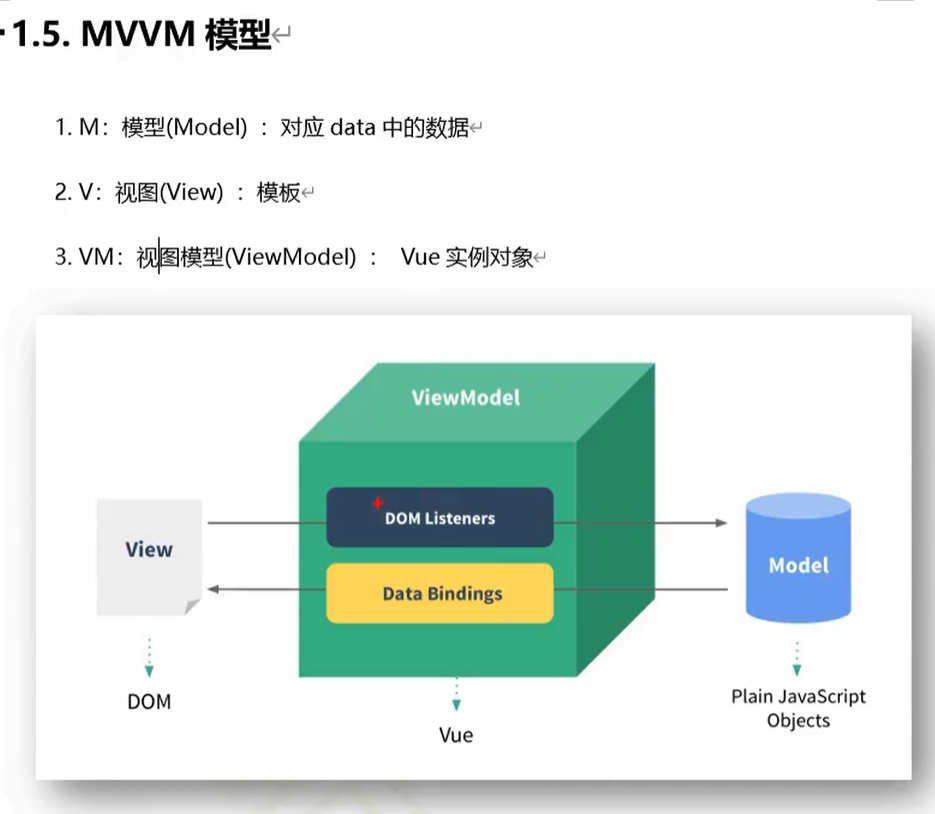 1.5. MVVM 模型
1. M：模型(Model) ：对应 data 中的数据
2. V：视图(View) ：模板
3. VM：视图模型(ViewModel) ： Vue 实例对象
ViewModel
DOM Listeners
View
Model
Data Bindings
DOM
Plain JavaScript
Objects
Vue